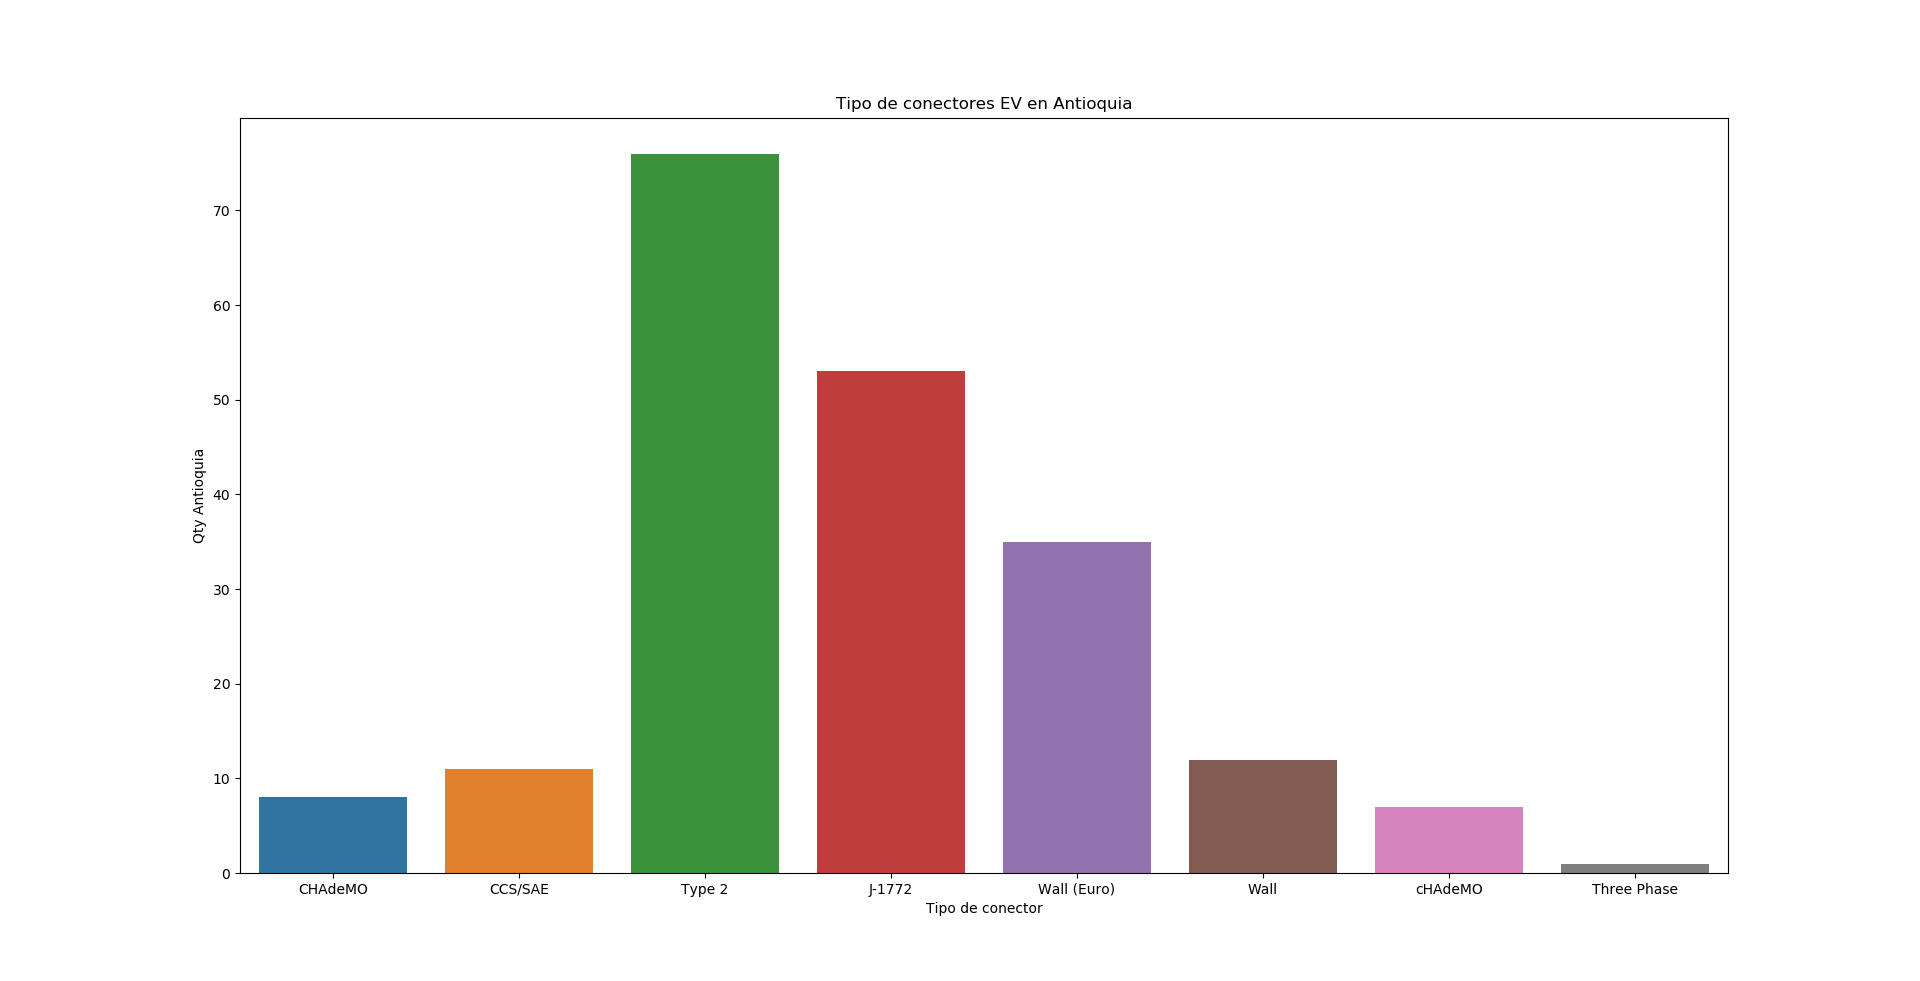 Tipo de conectores EV en Antioquia
Qty Antioquia
70
60
50
40
30
20
10
0
CHAdeMO CCS/SAE Type 2 J-1772 Wall (Euro) Wall cHAdeMO Three Phase
Tipo de conector